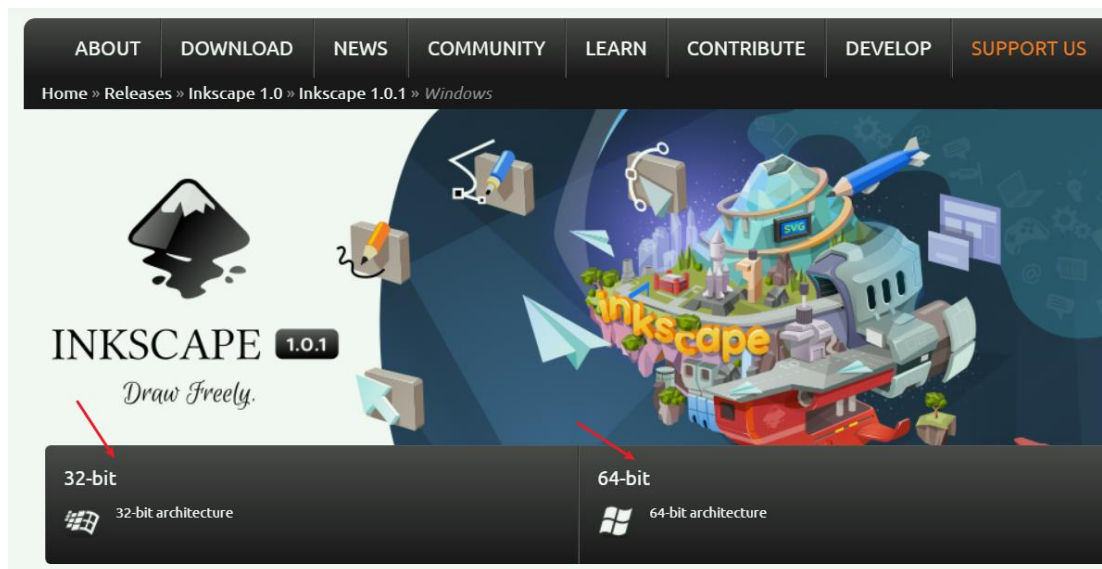 ABOUT DOWNLOAD NEWS COMMUNITY LEARN CONTRIBUTE DEVELOP SUPPORT US
Home » Releases » Inkscape 1.0 » Inkscape 1.0.1 » Windows
SVG
inkscape
INKSCAPE 1.0.1
Draw Freely.
32-bit
32-bit architecture
64-bit
64-bit architecture